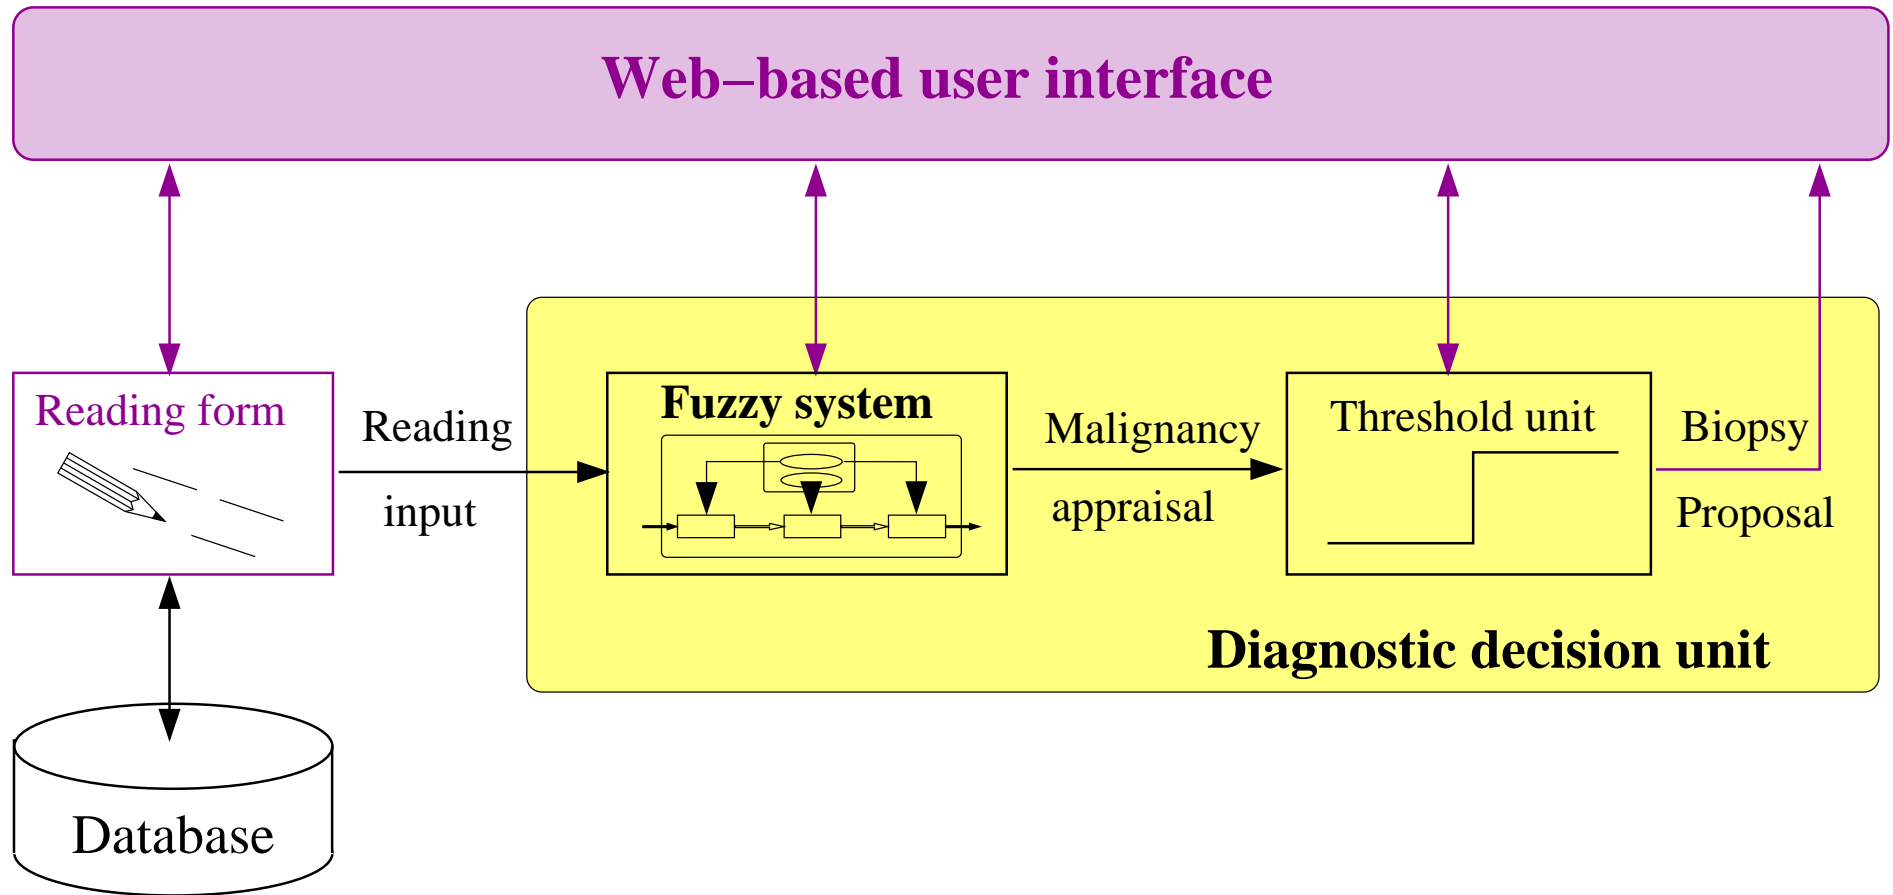 Web–based user interface
Reading form
Reading
input
Fuzzy system
Malignancy
appraisal
Threshold unit
Biopsy
Proposal
Diagnostic decision unit
Database